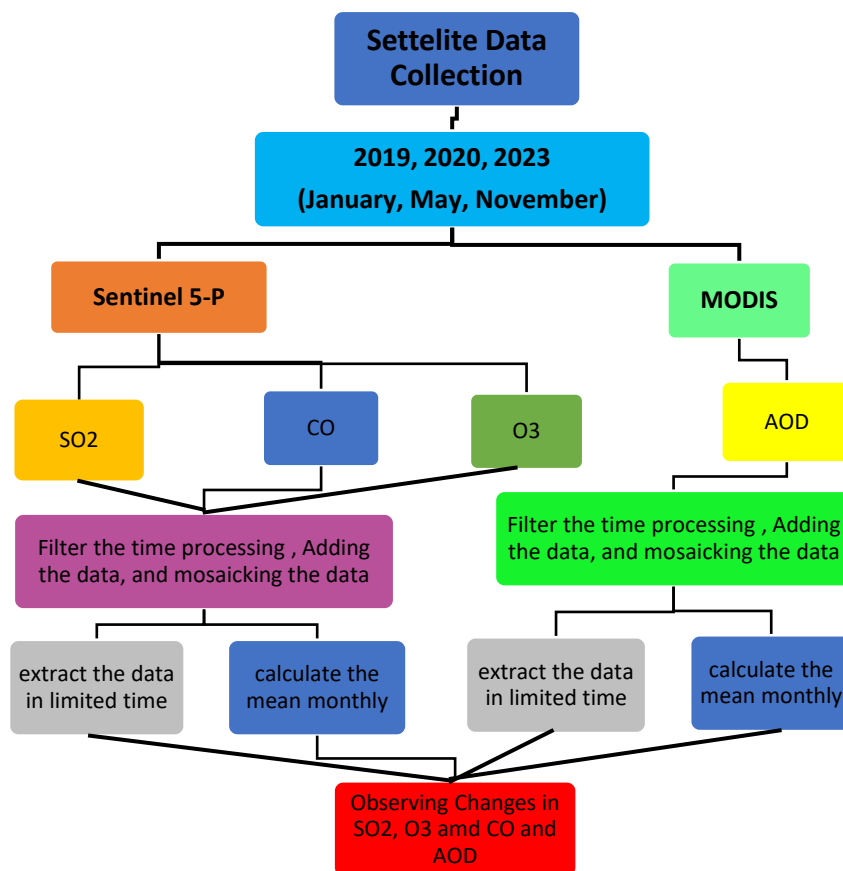 Settelite Data
Collection
2019, 2020, 2023
(January, May, November)
Sentinel 5-P
MODIS
SO2
CO
O3
AOD
Filter the time processing , Adding
the data, and mosaicking the data
Filter the time processing , Adding
the data, and mosaicking the data
extract the data
in limited time
calculate the
mean monthly
extract the data
in limited time
calculate the
mean monthly
Observing Changes in
SO2, O3 amd CO and
AOD